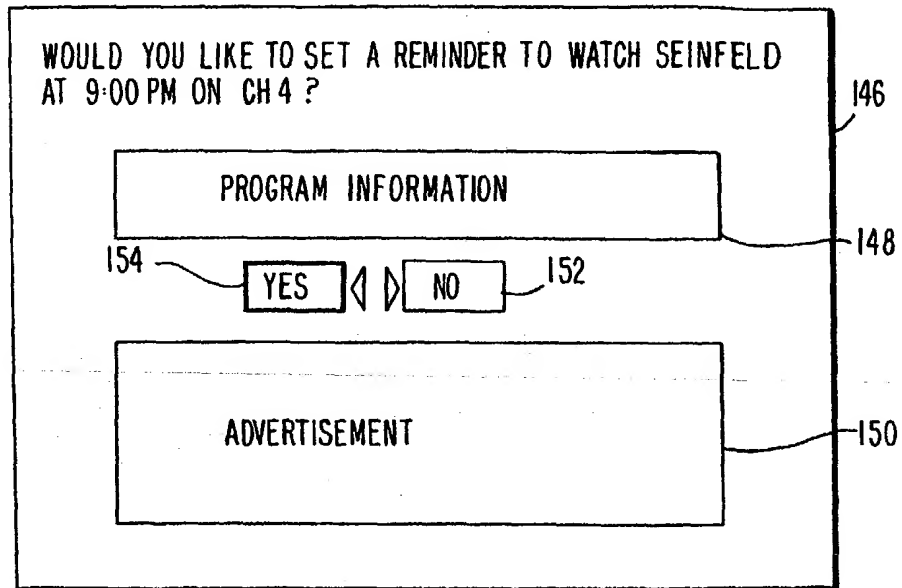 WOULD YOU LIKE TO SET A REMINDER TO WATCH SEINFELD
AT 9:00 PM ON CH 4 ?
146
PROGRAM INFORMATION
148
154
YES
NO
152
ADVERTISEMENT
150